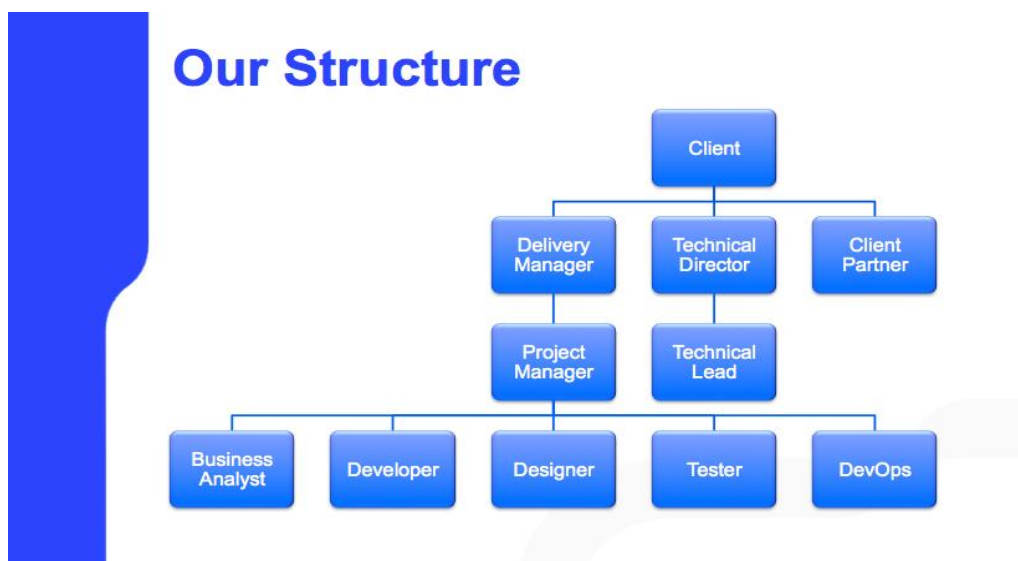 Our Structure
Client
Delivery
Manager
Technical
Director
Client
Partner
Project
Manager
Technical
Lead
Business
Analyst
Developer
Designer
Tester
DevOps